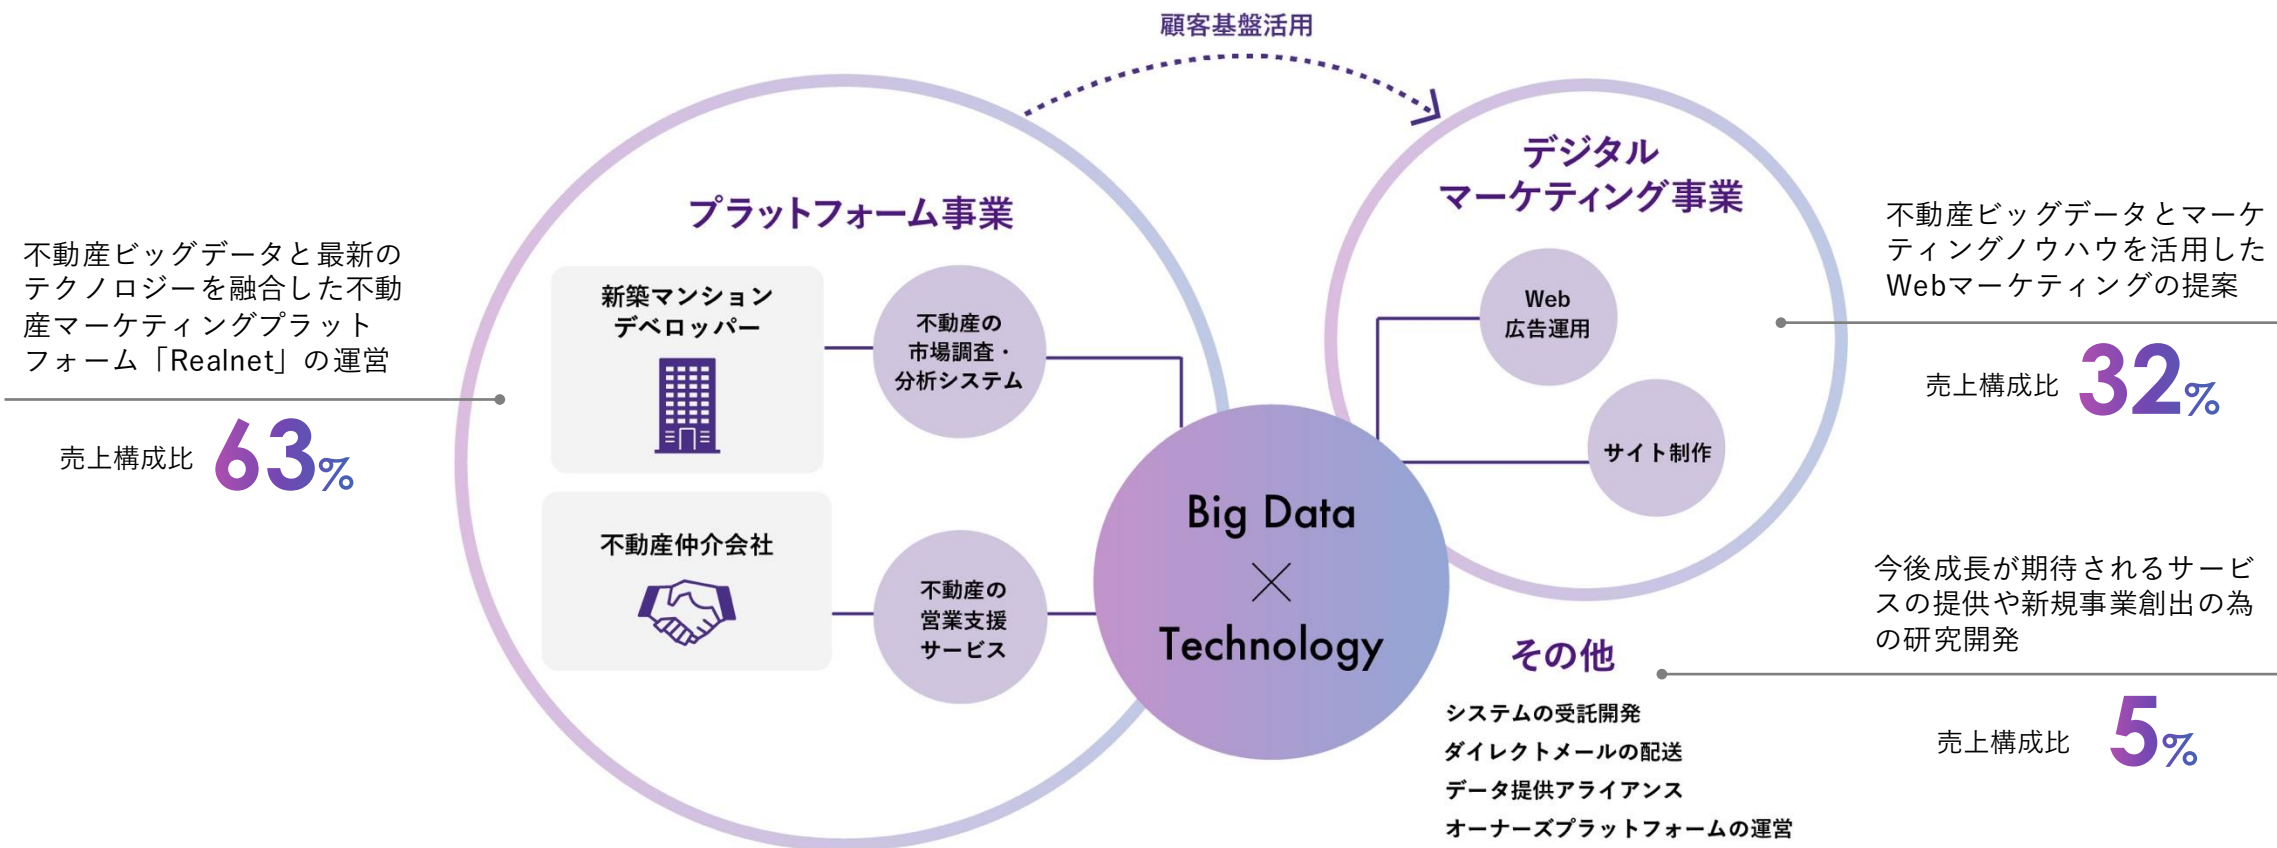 顧客基盤活用
不動産ビッグデータと最新の
テクノロジーを融合した不動
産マーケティングプラット
フォーム「Realnet」の運営
売上構成比 63%
プラットフォーム事業
新築マンション
デベロッパー
不動産の
市場調査・
分析システム
不動産仲介会社
不動産の
営業支援
サービス
Big Data
×
Technology
デジタル
マーケティング事業
Web
広告運用
サイト制作
不動産ビッグデータとマーケ
ティングノウハウを活用した
Webマーケティングの提案
売上構成比 32%
その他
システムの受託開発
ダイレクトメールの配送
データ提供アライアンス
オーナーズプラットフォームの運営
今後成長が期待されるサービ
スの提供や新規事業創出の為
の研究開発
売上構成比 5%